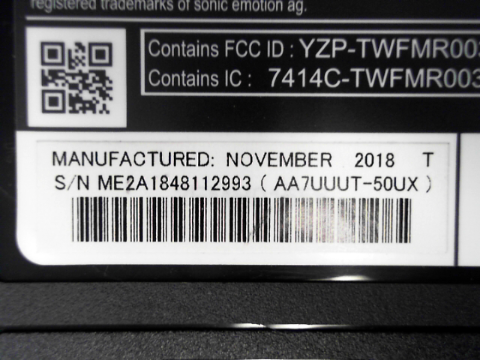 registered trademarks of sonic emotion ag.
Contains FCC ID : YZP-TWFMR003
Contains IC : 7414C-TWFMR003
MANUFACTURED: NOVEMBER 2018 T
S/N ME2A1848112993 ( AA7UUUT-50UX )